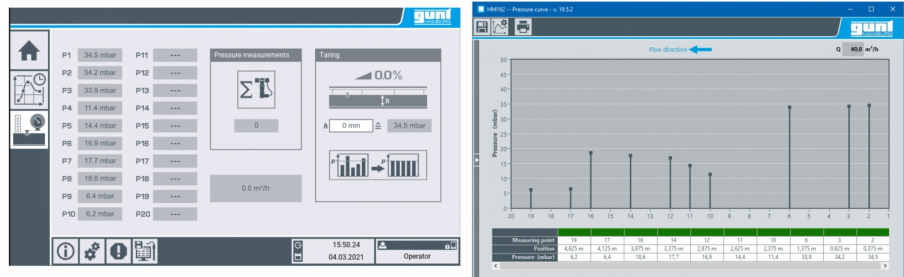 gunt
HAMBURG
P1 34.5 mbar P11 ---
P2 34.2 mbar P12 ---
P3 33.9 mbar P13 ---
P4 11.4 mbar P14 ---
P5 14.4 mbar P15 ---
P6 16.9 mbar P16 ---
P7 17.7 mbar P17 ---
P8 18.6 mbar P18 ---
P9 6.4 mbar P19 ---
P10 6.2 mbar P20 ---
Pressure measurements
Σ
0
0.0 m³/h
Taring
0.0%
h
h 0 mm ≙ 34.5 mbar
P P
15:50.24
04.03.2021
Operator
HM162 -- Pressure curve - v. 19.5.2
gunt
HAMBURG
Flow direction
Q 40,0 m³/h
Pressure (mbar)
50
45
40
35
30
25
20
15
10
5
0
20 19 18 17 16 15 14 13 12 11 10 9 8 7 6 5 4 3 2 1
Measuring point 19 17 16 14 12 11 10 6 3 2
Position 4,625 m 4,125 m 3,875 m 3,375 m 2,875 m 2,625 m 2,375 m 1,375 m 0,625 m 0,375 m
Pressure (mbar) 6,2 6,4 18,6 17,7 16,9 14,4 11,4 33,9 34,2 34,5